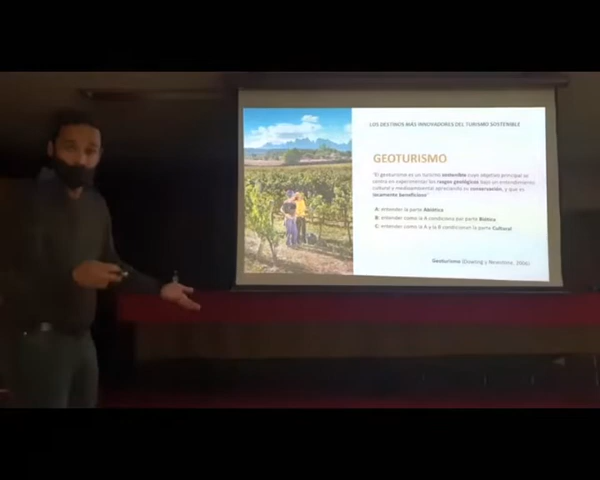 LOS DESTINOS MÁS INNOVADORES DEL TURISMO SOSTENIBLE
GEOTURISMO
"El geoturismo es un turismo sostenible cuyo objetivo principal se
centra en experimentar los rasgos geológicos bajo un entendimiento
cultural y medioambiental apreciando su conservación, y que es
localmente beneficioso"
A: entender la parte Abiótica
B: entender como la A condiciona por parte Biótica
C: entender como la A y la B condicionan la parte Cultural
Geoturismo (Dowling y Newsome, 2006)